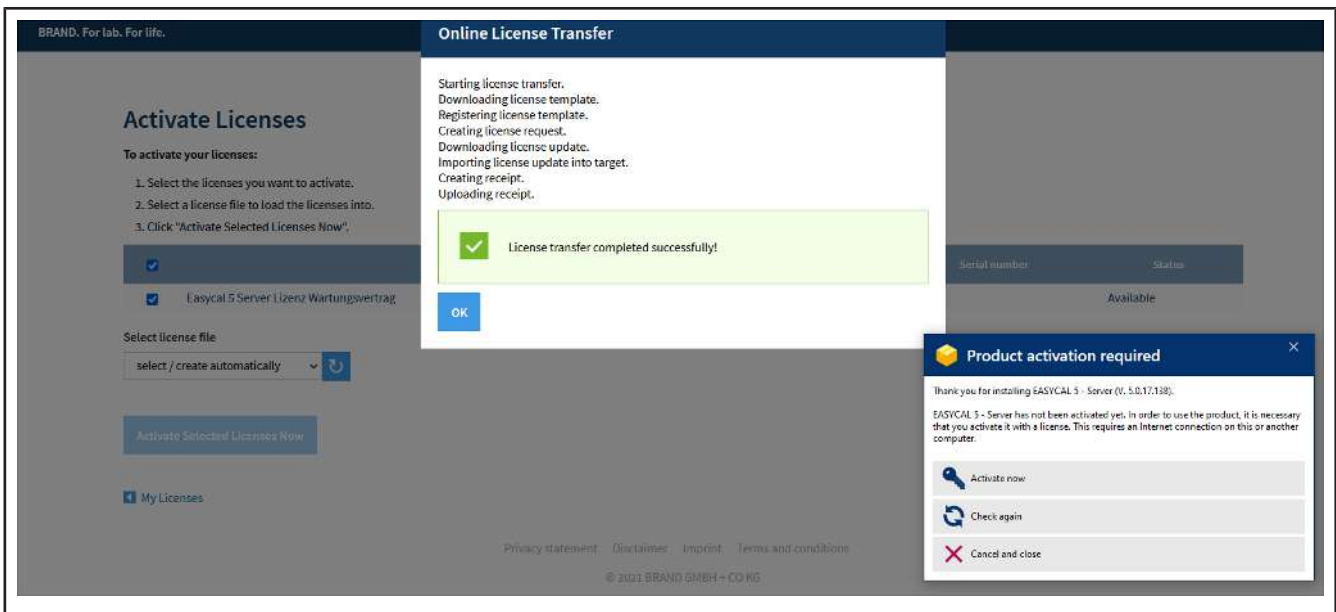 BRAND. For lab. For life.
Online License Transfer
Starting license transfer.
Downloading license template.
Registering license template.
Creating license request.
Downloading license update.
Importing license update into target.
Creating receipt.
Uploading receipt.
License transfer completed successfully!
OK
Activate Licenses
To activate your licenses:
1. Select the licenses you want to activate.
2. Select a license file to load the licenses into.
3. Click "Activate Selected Licenses Now".
Serial number Status
Easycal 5 Server Lizenz Wartungsvertrag Available
Select license file
select / create automatically
Activate Selected Licenses Now
My Licenses
Product activation required
Thank you for installing EASYCAL 5 - Server (V. 5.0.17.138).
EASYCAL 5 - Server has not been activated yet. In order to use the product, it is necessary
that you activate it with a license. This requires an Internet connection on this or another
computer.
Activate now
Check again
Cancel and close
Privacy statement Disclaimer Imprint Terms and conditions
© 2021 BRAND GMBH + CO KG